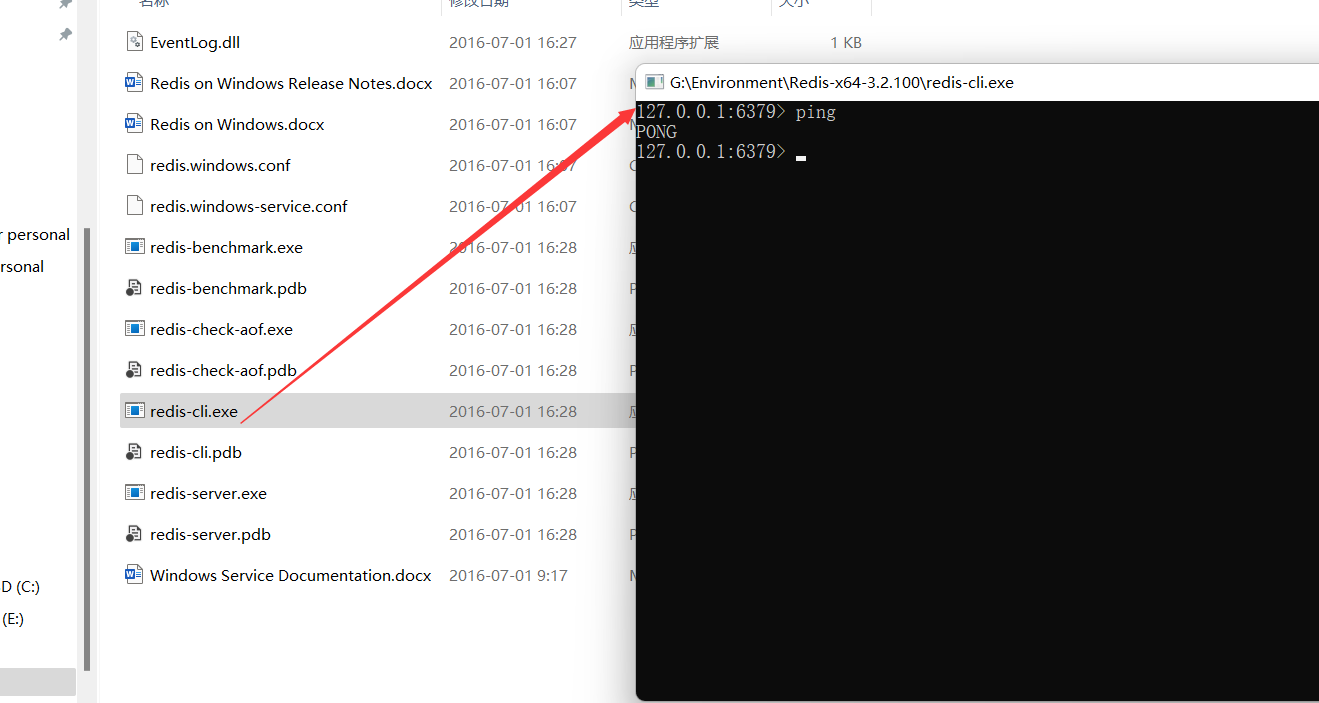 名称 修改日期 类型 大小
EventLog.dll 2016-07-01 16:27 应用程序扩展 1 KB
Redis on Windows Release Notes.docx 2016-07-01 16:07
Redis on Windows.docx 2016-07-01 16:07
redis.windows.conf 2016-07-01 16:07
redis.windows-service.conf 2016-07-01 16:07
redis-benchmark.exe 2016-07-01 16:28
redis-benchmark.pdb 2016-07-01 16:28
redis-check-aof.exe 2016-07-01 16:28
redis-check-aof.pdb 2016-07-01 16:28
redis-cli.exe 2016-07-01 16:28
redis-cli.pdb 2016-07-01 16:28
redis-server.exe 2016-07-01 16:28
redis-server.pdb 2016-07-01 16:28
Windows Service Documentation.docx 2016-07-01 9:17
r personal
rsonal
D (C:)
(E:)
G:\Environment\Redis-x64-3.2.100\redis-cli.exe
127.0.0.1:6379> ping
PONG
127.0.0.1:6379>